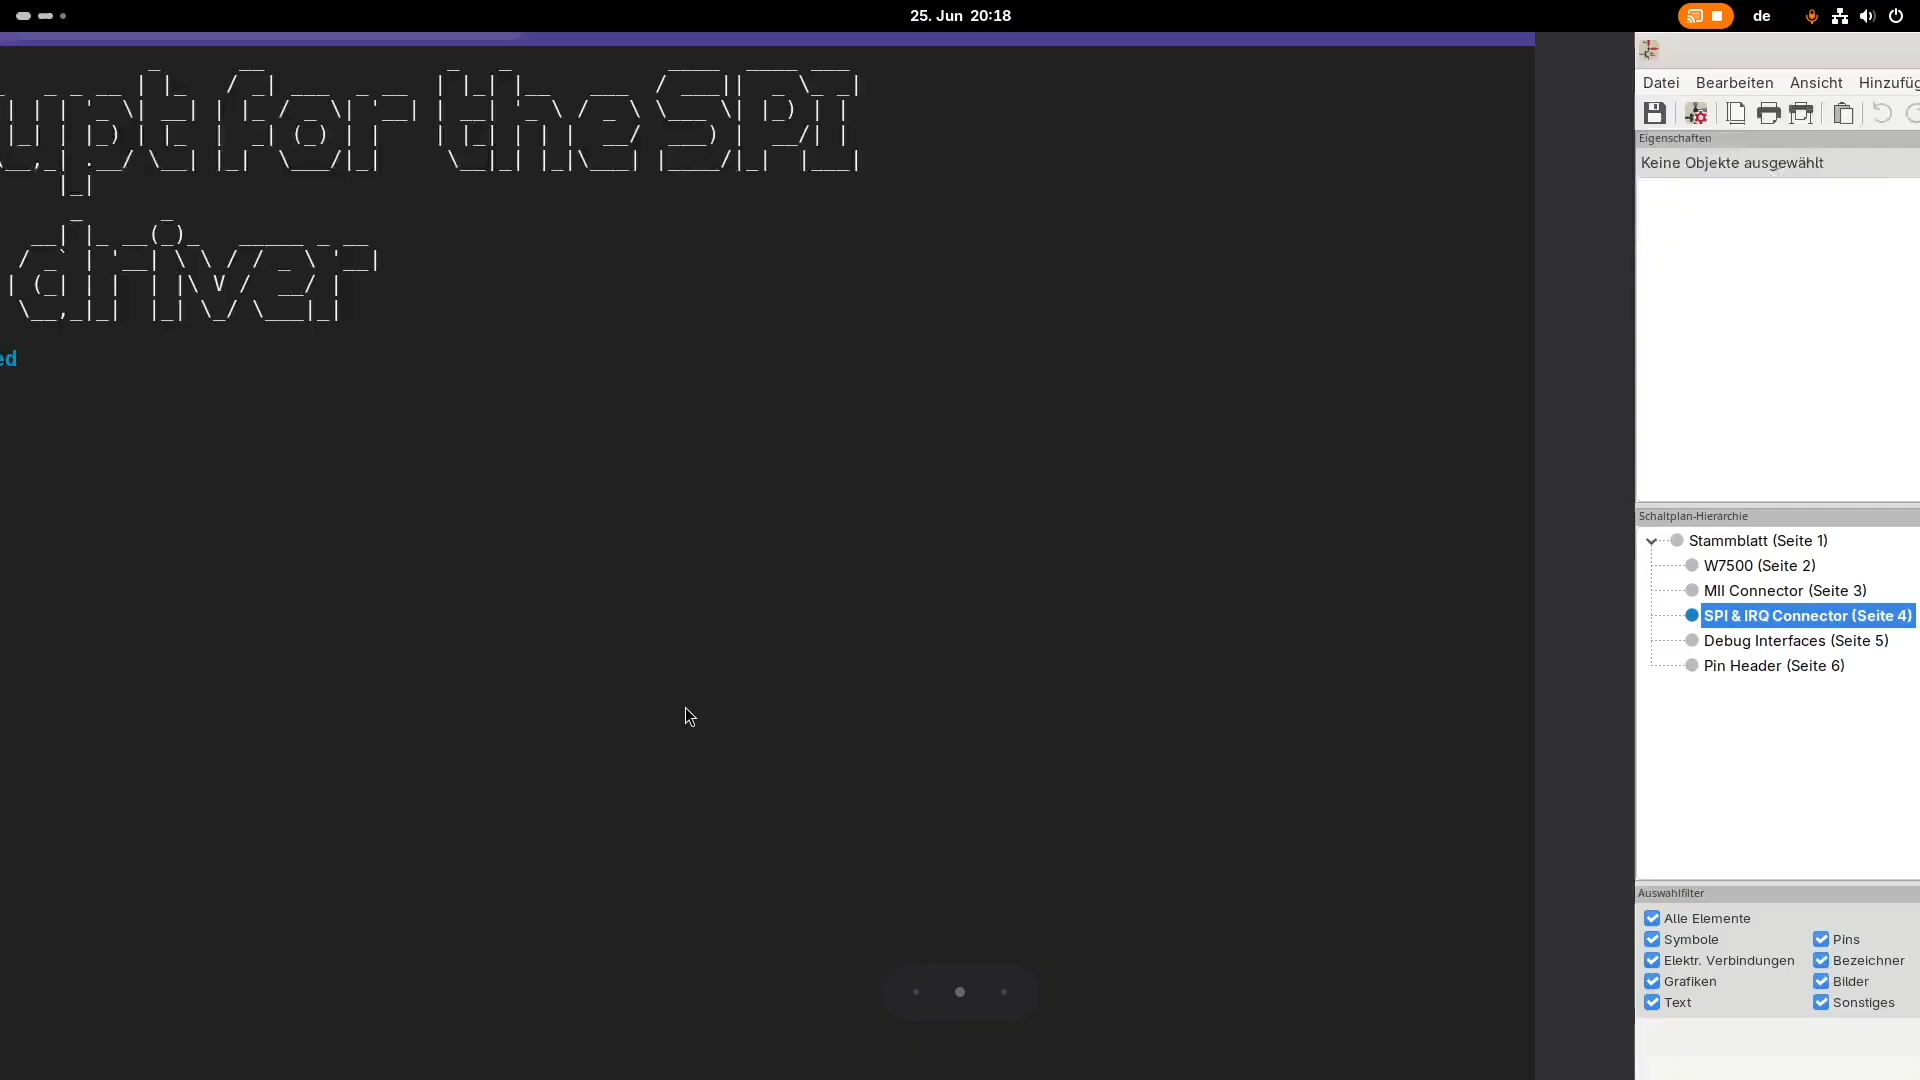 25. Jun 20:18
de
upt for the SPI
driver
ed
Datei Bearbeiten Ansicht Hinzufüg
Eigenschaften
Keine Objekte ausgewählt
Schaltplan-Hierarchie
Stammblatt (Seite 1)
W7500 (Seite 2)
MII Connector (Seite 3)
SPI & IRQ Connector (Seite 4)
Debug Interfaces (Seite 5)
Pin Header (Seite 6)
Auswahlfilter
Alle Elemente
Symbole Pins
Elektr. Verbindungen Bezeichner
Grafiken Bilder
Text Sonstiges